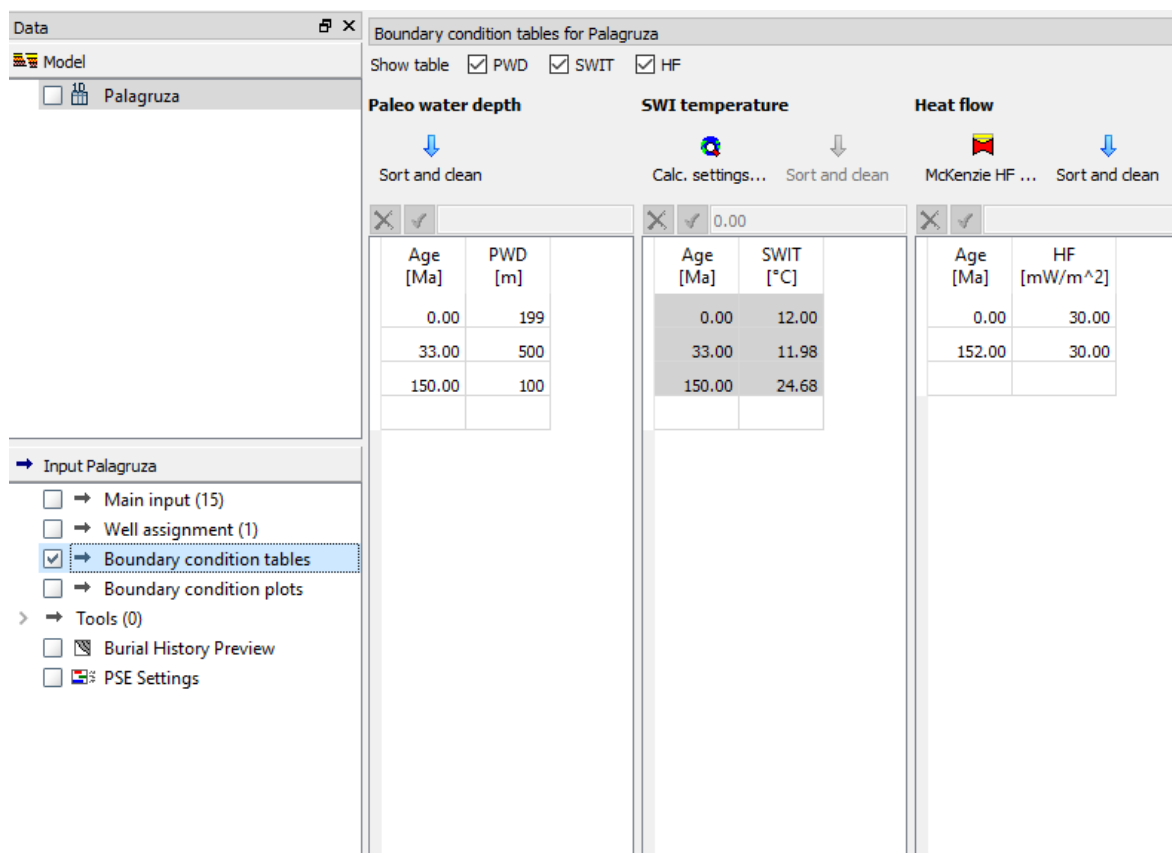 Data
Model
1D
Palagruza
Input Palagruza
Main input (15)
Well assignment (1)
Boundary condition tables
Boundary condition plots
Tools (0)
Burial History Preview
PSE Settings
Boundary condition tables for Palagruza
Show table PWD SWIT HF
Paleo water depth
Sort and clean
Age PWD
[Ma] [m]
0.00 199
33.00 500
150.00 100
SWI temperature
Calc. settings... Sort and clean
0.00
Age SWIT
[Ma] [°C]
0.00 12.00
33.00 11.98
150.00 24.68
Heat flow
McKenzie HF ... Sort and clean
Age HF
[Ma] [mW/m^2]
0.00 30.00
152.00 30.00